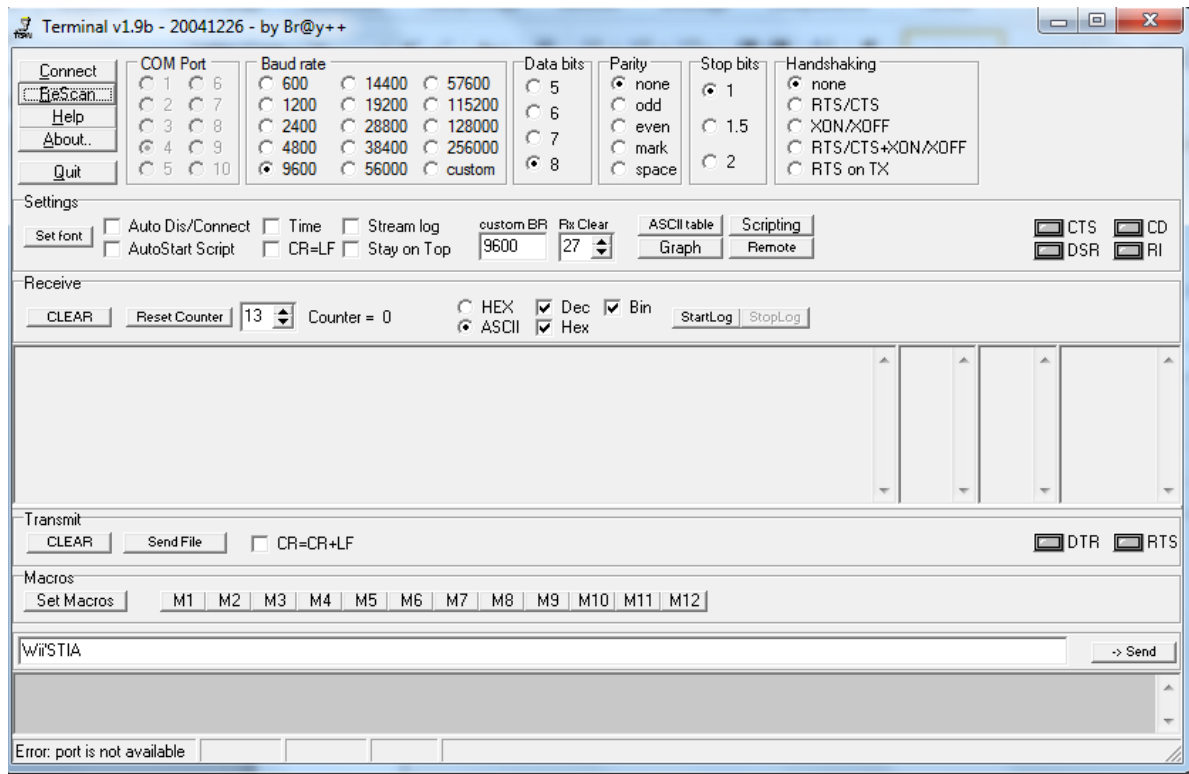 Terminal v1.9b - 20041226 - by Br@y++
Connect
ReScan
Help
About..
Quit
COM Port
1 6
2 7
3 8
4 9
5 10
Baud rate
600 14400 57600
1200 19200 115200
2400 28800 128000
4800 38400 256000
9600 56000 custom
Data bits
5
6
7
8
Parity
none
odd
even
mark
space
Stop bits
1
1.5
2
Handshaking
none
RTS/CTS
XON/XOFF
RTS/CTS+XON/XOFF
RTS on TX
Settings
Set font
Auto Dis/Connect Time Stream log
AutoStart Script CR=LF Stay on Top
custom BR Rx Clear
9600 27
ASCII table Scripting
Graph Remote
CTS CD
DSR RI
Receive
CLEAR Reset Counter 13 Counter = 0
HEX Dec Bin
ASCII Hex
StartLog StopLog
Transmit
CLEAR Send File CR=CR+LF DTR RTS
Macros
Set Macros M1 M2 M3 M4 M5 M6 M7 M8 M9 M10 M11 M12
Wii'STIA -> Send
Error: port is not available